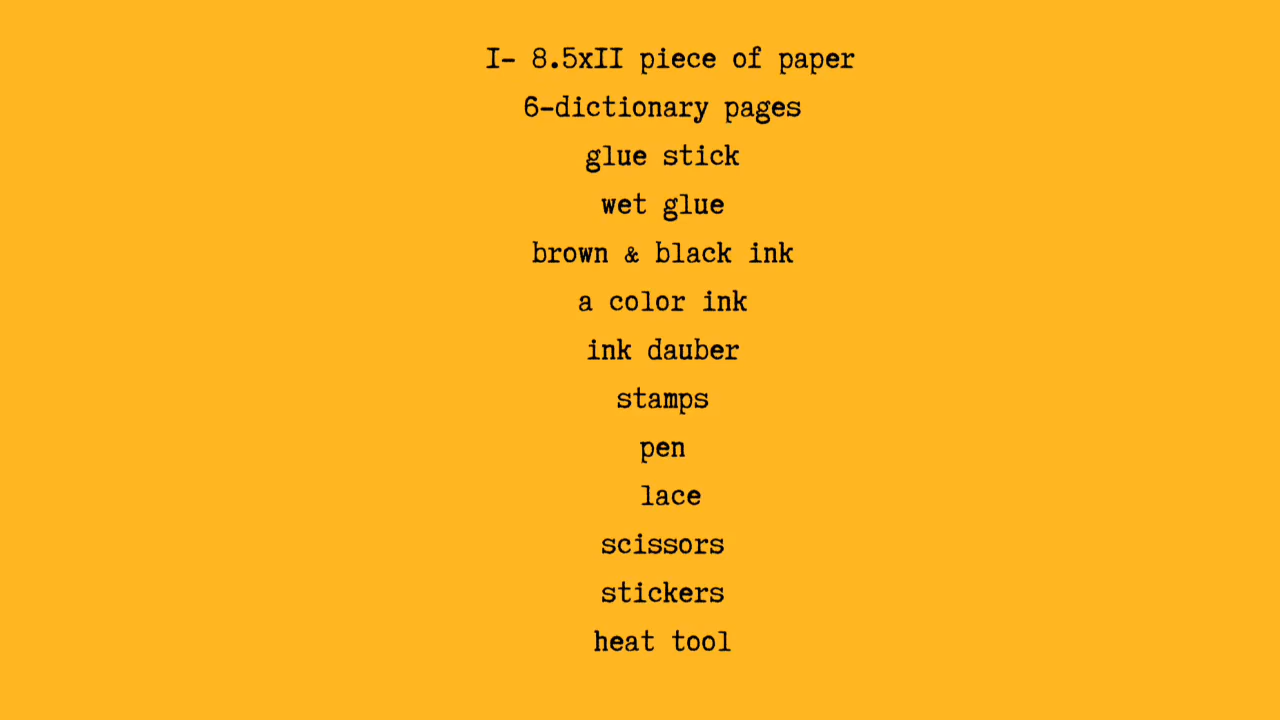 I- 8.5xII piece of paper
6-dictionary pages
glue stick
wet glue
brown & black ink
a color ink
ink dauber
stamps
pen
lace
scissors
stickers
heat tool